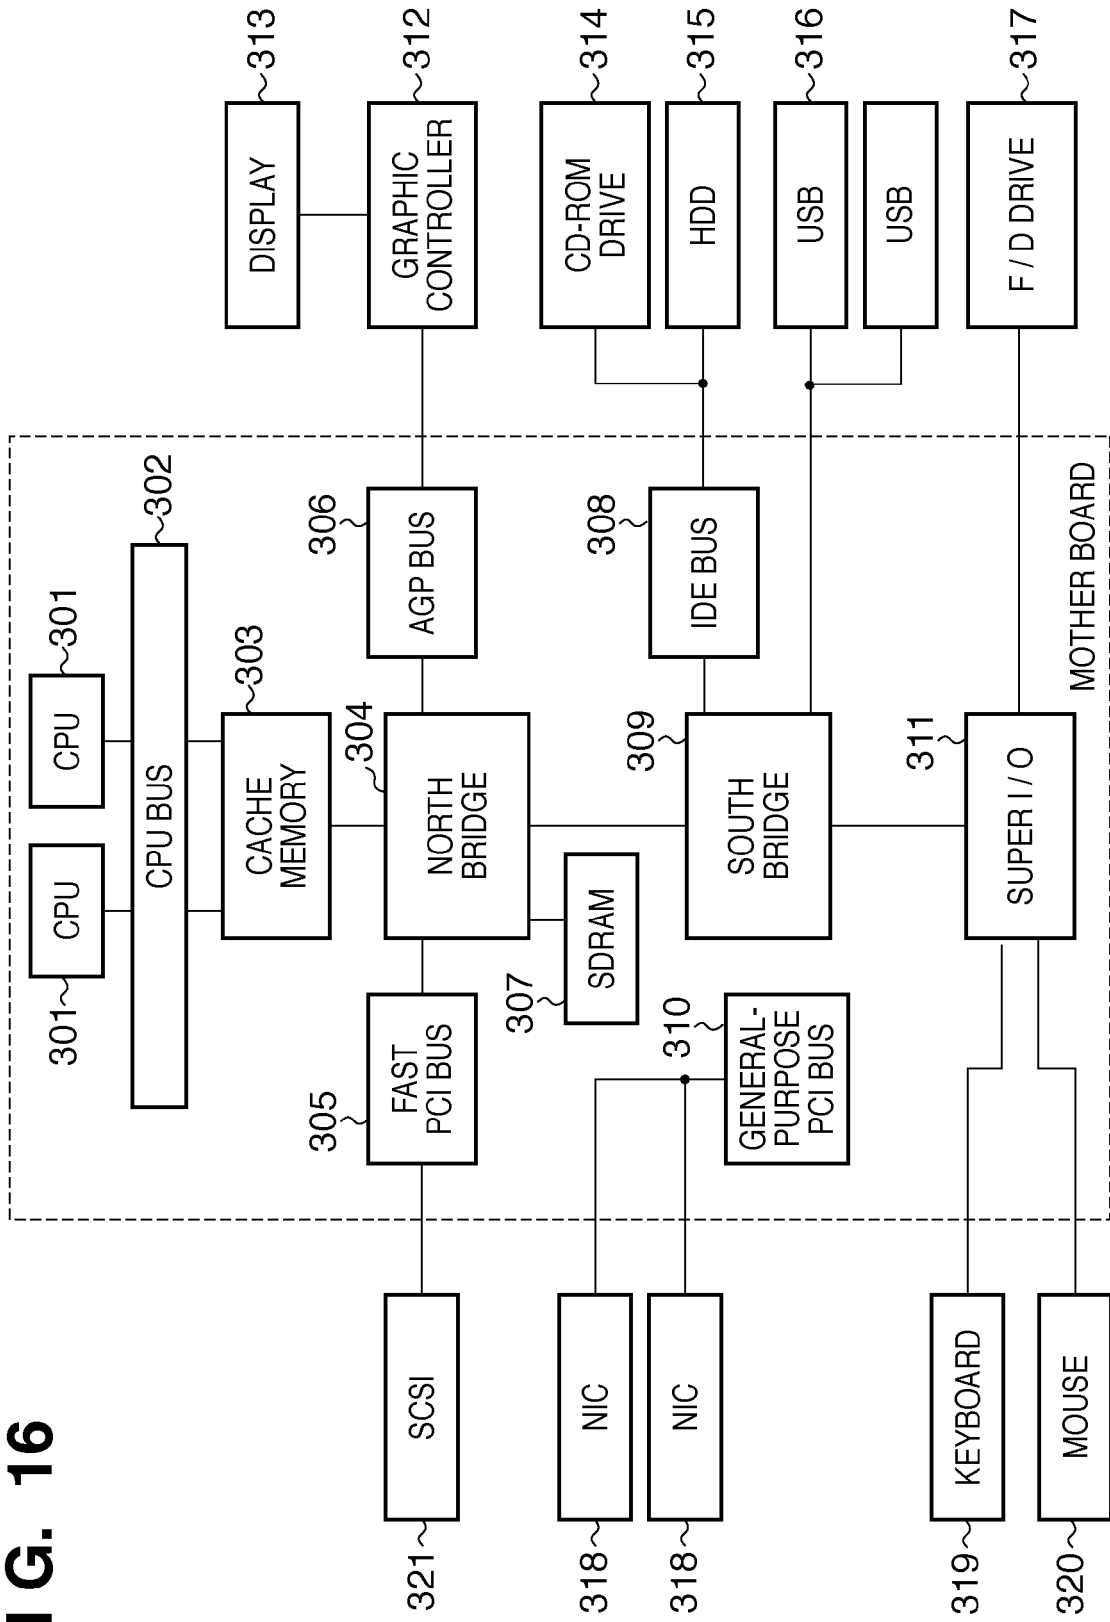 I G. 16
301
CPU
CPU
301
CPU BUS
302
CACHE
MEMORY
303
NORTH
BRIDGE
304
FAST
PCI BUS
305
AGP BUS
306
SDRAM
307
IDE BUS
308
SOUTH
BRIDGE
309
GENERAL-
PURPOSE
PCI BUS
310
SUPER I / O
311
MOTHER BOARD
GRAPHIC
CONTROLLER
312
DISPLAY
313
CD-ROM
DRIVE
314
HDD
315
USB
316
USB
F / D DRIVE
317
NIC
318
NIC
318
KEYBOARD
319
MOUSE
320
SCSI
321